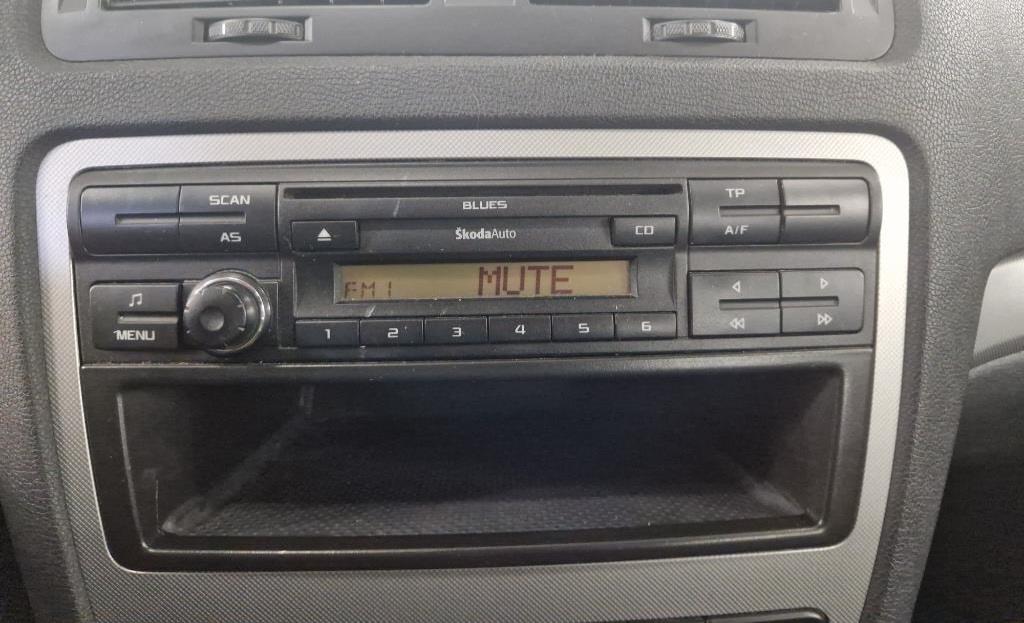 SCAN
AS
BLUES
ŠkodaAuto
CD
TP
A/F
FM1
MUTE
MENU
1 2 3 4 5 6